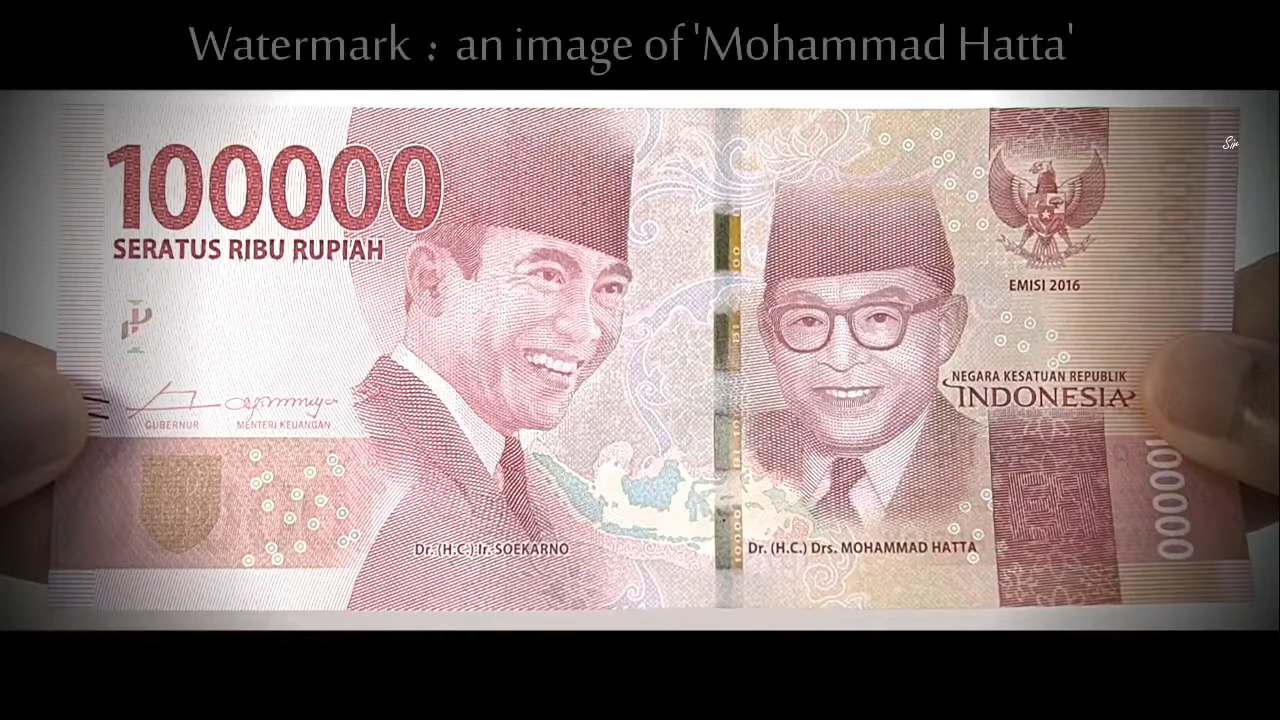 Watermark : an image of 'Mohammad Hatta'
Sir
100000
SERATUS RIBU RUPIAH
EMISI 2016
NEGARA KESATUAN REPUBLIK
INDONESIA
GUBERNUR
MENTERI KEUANGAN
100000
Dr. (H.C.) Ir. SOEKARNO
Dr. (H.C.) Drs. MOHAMMAD HATTA